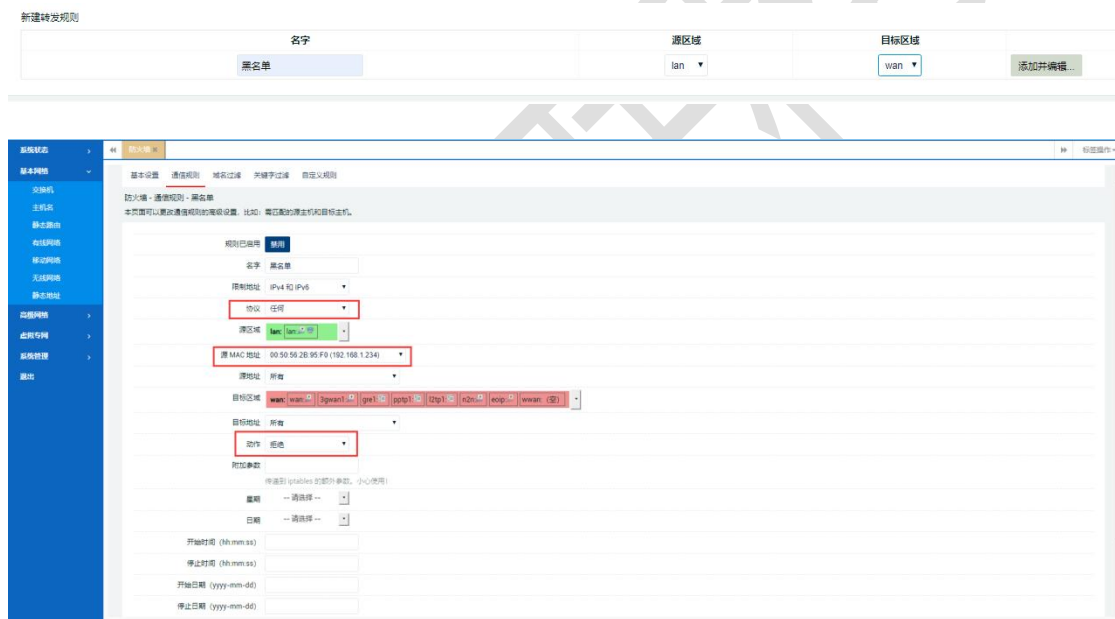 新建转发规则
名字 源区域 目标区域
黑名单 lan wan 添加并编辑...
系统状态 防火墙 标签操作
基本网络 基本设置 通信规则 域名过滤 关键字过滤 自定义规则
交换机
防火墙 - 通信规则 - 黑名单
主机名 本页面可以更改通信规则的高级设置，比如：需匹配的源主机和目标主机。
静态路由
有线网络 规则已启用 禁用
移动网络 名字 黑名单
无线网络
静态地址 限制地址 IPv4 和 IPv6
高级网络 协议 任何
虚拟专网 源区域 lan: lan:
系统管理 源 MAC 地址 00:50:56:2B:95:F0 (192.168.1.234)
退出 源地址 所有
目标区域 wan: wan: 3gwan1: gre1: pptp1: l2tp1: n2n: eoip: wwan: (空)
目标地址 所有
动作 拒绝
附加参数
传递到 iptables 的额外参数。小心使用！
星期 -- 请选择 --
日期 -- 请选择 --
开始时间 (hh:mm:ss)
停止时间 (hh:mm:ss)
开始日期 (yyyy-mm-dd)
停止日期 (yyyy-mm-dd)